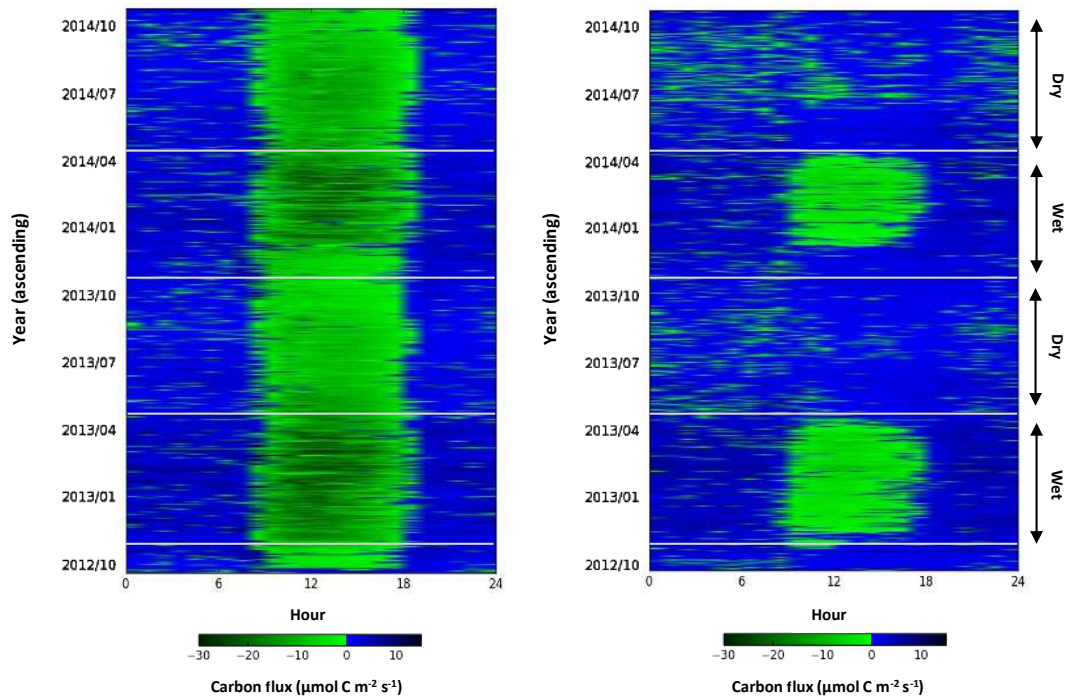 2014/10
2014/07
2014/04
2014/01
2013/10
2013/07
2013/04
2013/01
2012/10
Year (ascending)
0 6 12 18 24
Hour
−30 −20 −10 0 10
Carbon flux (µmol C m⁻² s⁻¹)
2014/10
2014/07
2014/04
2014/01
2013/10
2013/07
2013/04
2013/01
2012/10
Year (ascending)
Dry
Wet
Dry
Wet
0 6 12 18 24
Hour
−30 −20 −10 0 10
Carbon flux (µmol C m⁻² s⁻¹)